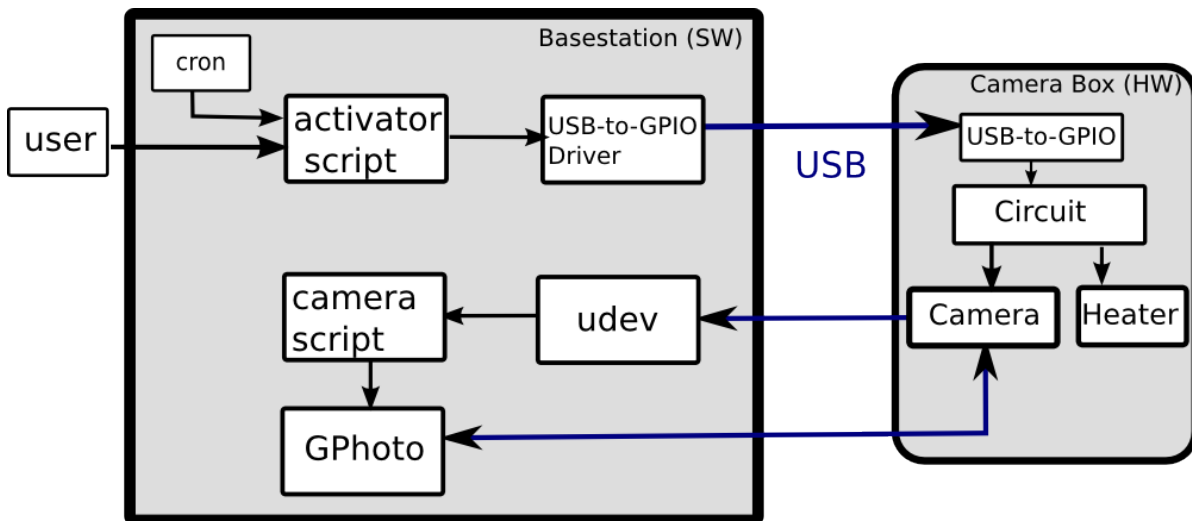 Basestation (SW)
cron
user
activator
script
USB-to-GPIO
Driver
USB
Camera Box (HW)
USB-to-GPIO
Circuit
Camera
Heater
udev
camera
script
GPhoto